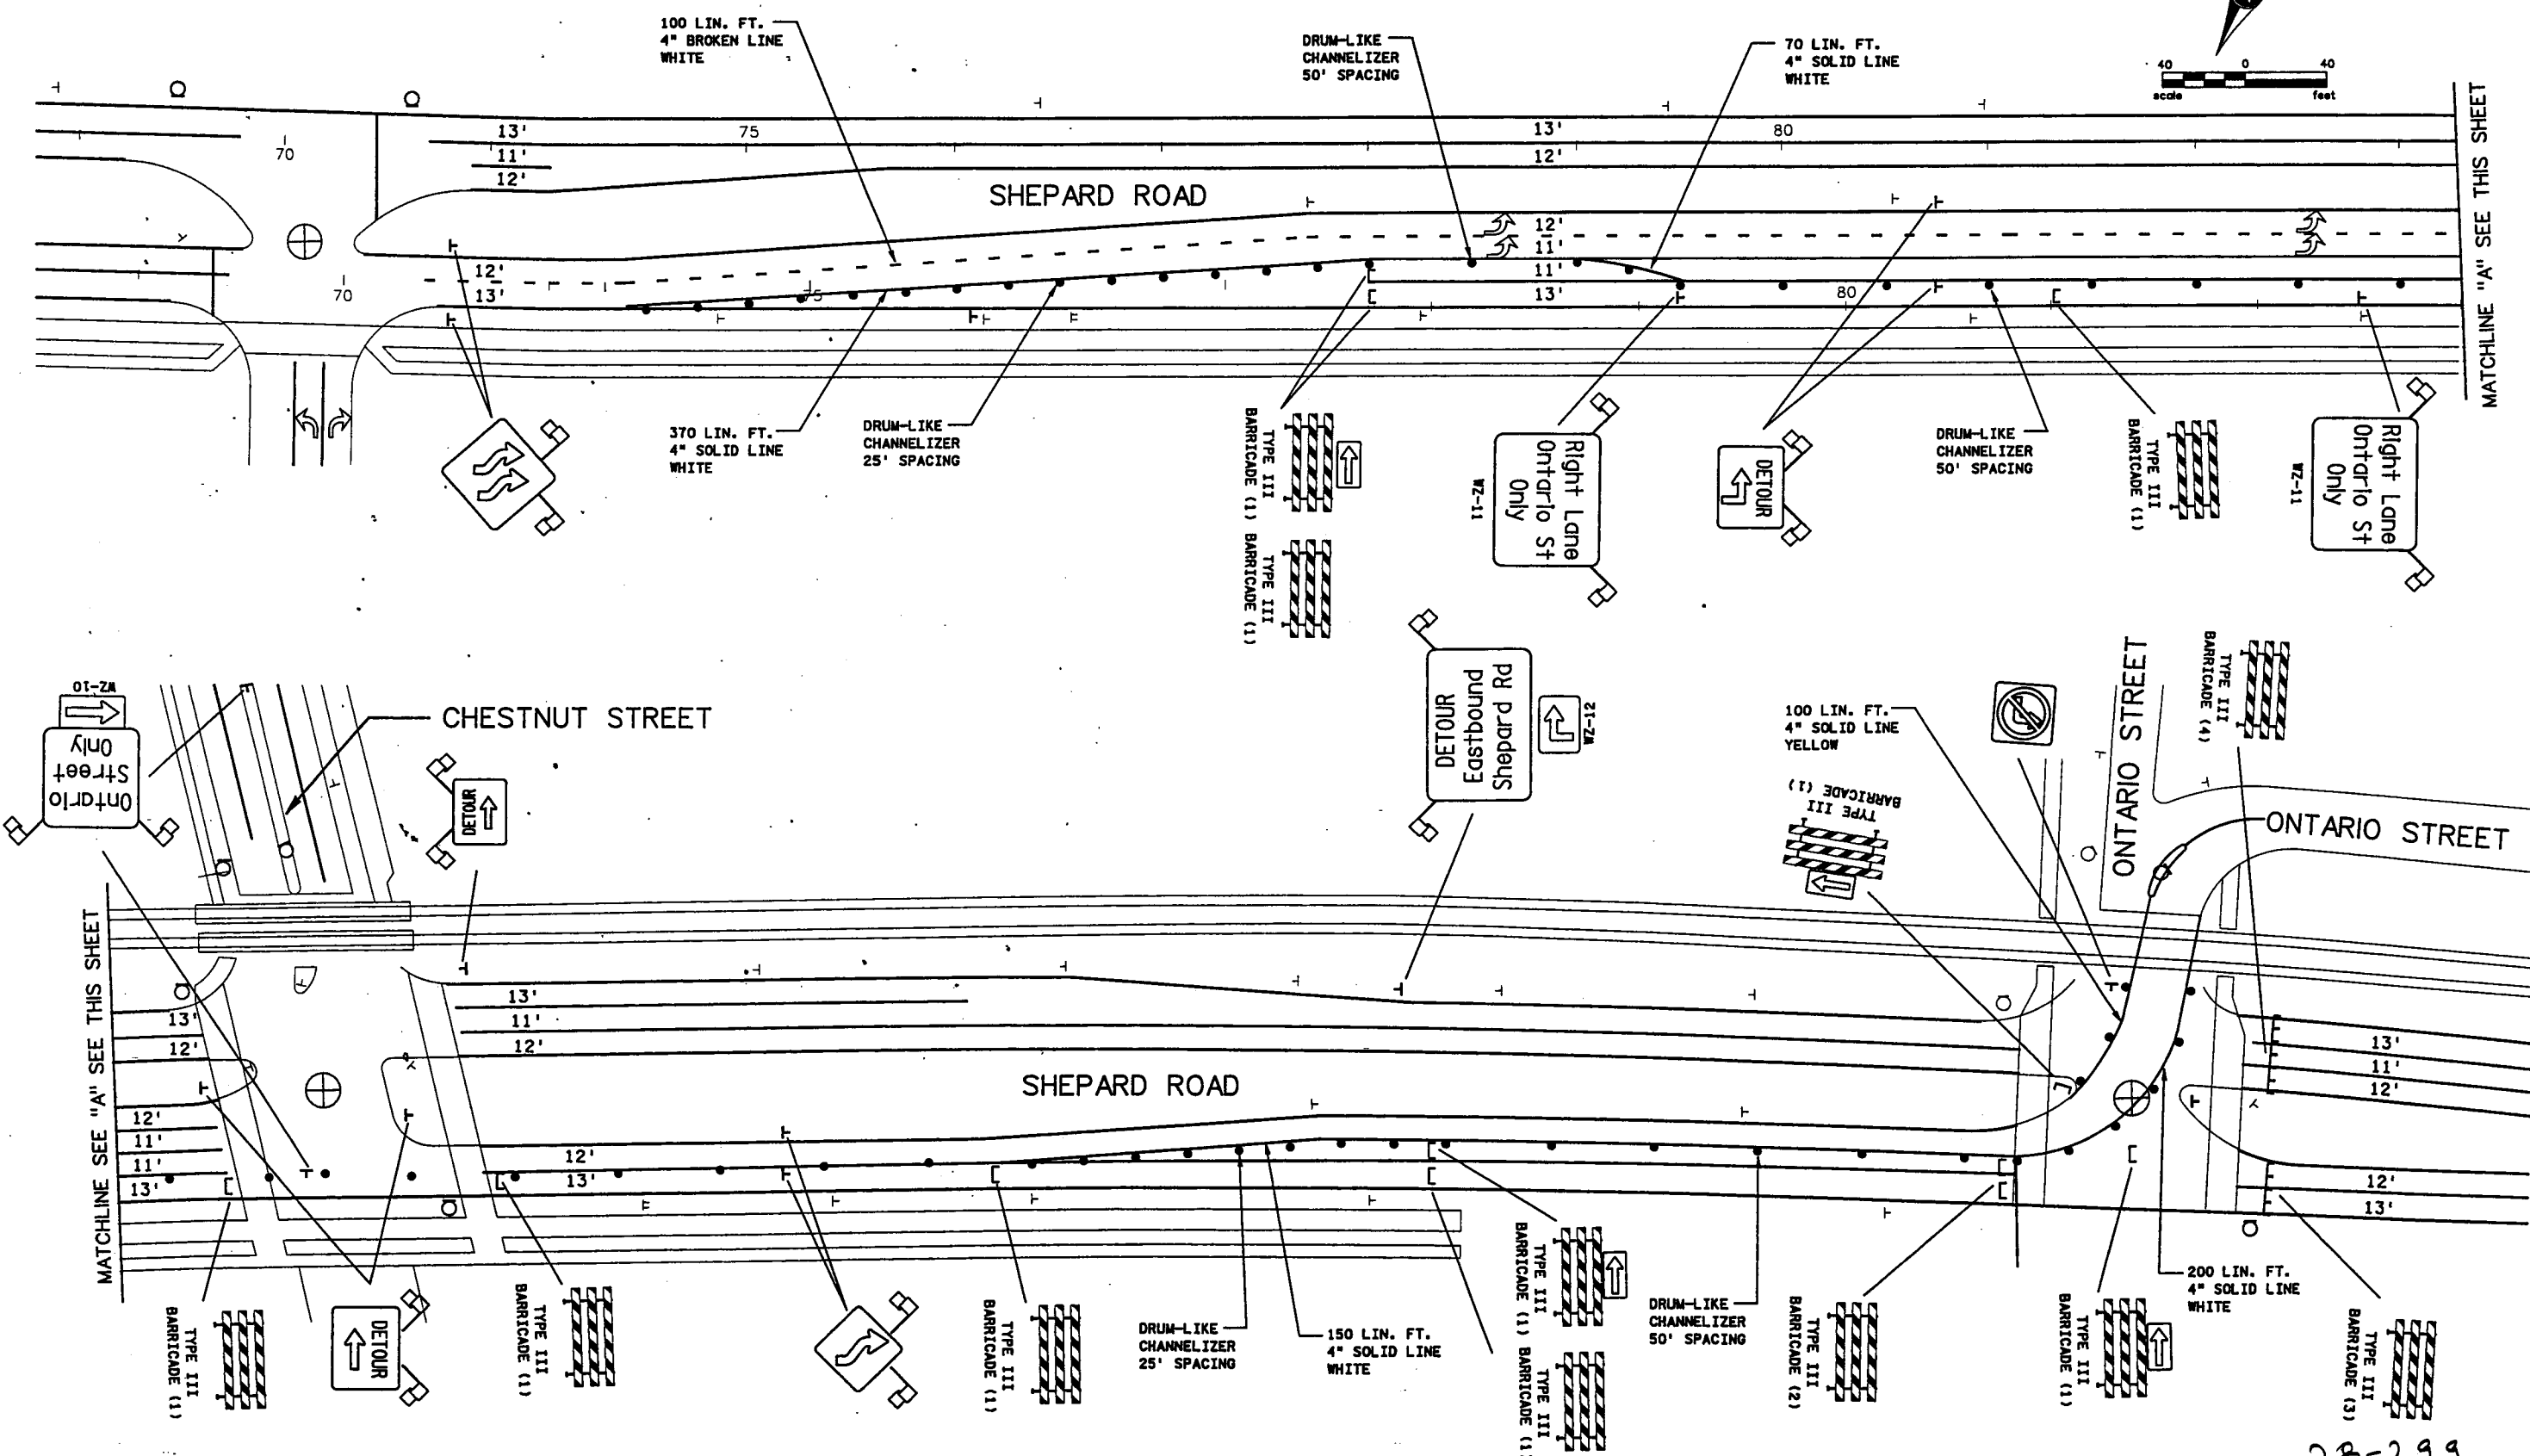 100 LIN. FT.
4" BROKEN LINE
WHITE
DRUM-LIKE
CHANNELIZER
50' SPACING
70 LIN. FT.
4" SOLID LINE
WHITE
40 0 40
scale feet
MATCHLINE "A" SEE THIS SHEET
70
13'
11'
12'
75
13'
12'
80
SHEPARD ROAD
12'
11'
11'
13'
12'
13'
70
75
80
370 LIN. FT.
4" SOLID LINE
WHITE
DRUM-LIKE
CHANNELIZER
25' SPACING
TYPE III
BARRICADE (1)
TYPE III
BARRICADE (1)
WZ-11
Right Lane
Ontario St
Only
DETOUR
DRUM-LIKE
CHANNELIZER
50' SPACING
TYPE III
BARRICADE (1)
WZ-11
Right Lane
Ontario St
Only
WZ-10
Ontario
Street
Only
CHESTNUT STREET
DETOUR
DETOUR
Eastbound
Shepard Rd
WZ-12
100 LIN. FT.
4" SOLID LINE
YELLOW
TYPE III
BARRICADE (1)
ONTARIO STREET
TYPE III
BARRICADE (4)
ONTARIO STREET
MATCHLINE SEE "A" SEE THIS SHEET
13'
12'
12'
11'
11'
13'
13'
11'
12'
SHEPARD ROAD
12'
13'
13'
11'
12'
12'
13'
TYPE III
BARRICADE (1)
DETOUR
TYPE III
BARRICADE (1)
TYPE III
BARRICADE (1)
DRUM-LIKE
CHANNELIZER
25' SPACING
150 LIN. FT.
4" SOLID LINE
WHITE
TYPE III
BARRICADE (1)
TYPE III
BARRICADE (1)
DRUM-LIKE
CHANNELIZER
50' SPACING
TYPE III
BARRICADE (2)
TYPE III
BARRICADE (1)
200 LIN. FT.
4" SOLID LINE
WHITE
TYPE III
BARRICADE (3)